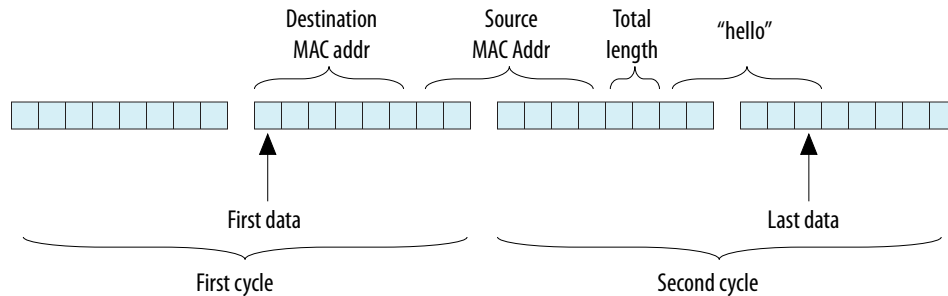 Destination
MAC addr
Source
MAC Addr
Total
length
“hello”
First data
Last data
First cycle
Second cycle